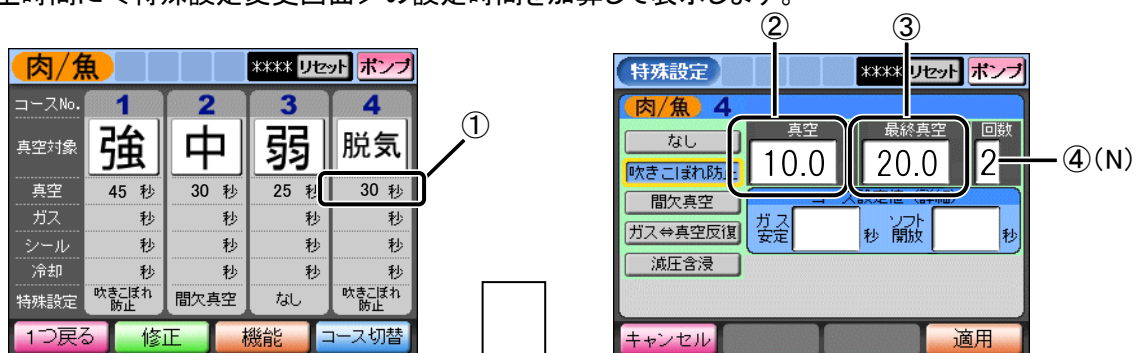 空時間に<特殊設定変更画面>の設定時間を加算して表示します。
② ③
肉/魚 **** リセット ポンプ
コースNo. 1 2 3 4
真空対象 強 中 弱 脱気
①
真空 45 秒 30 秒 25 秒 30 秒
ガス 秒 秒 秒 秒
シール 秒 秒 秒 秒
冷却 秒 秒 秒 秒
特殊設定 吹きこぼれ防止 間欠真空 なし 吹きこぼれ防止
1つ戻る 修正 機能 コース切替
特殊設定 **** リセット ポンプ
肉/魚 4
なし
吹きこぼれ防止
間欠真空
ガス⇔真空反復
減圧含浸
真空 最終真空 回数
10.0 20.0 2
④(N)
ガス安定 秒 ソフト開放 秒
キャンセル 適用